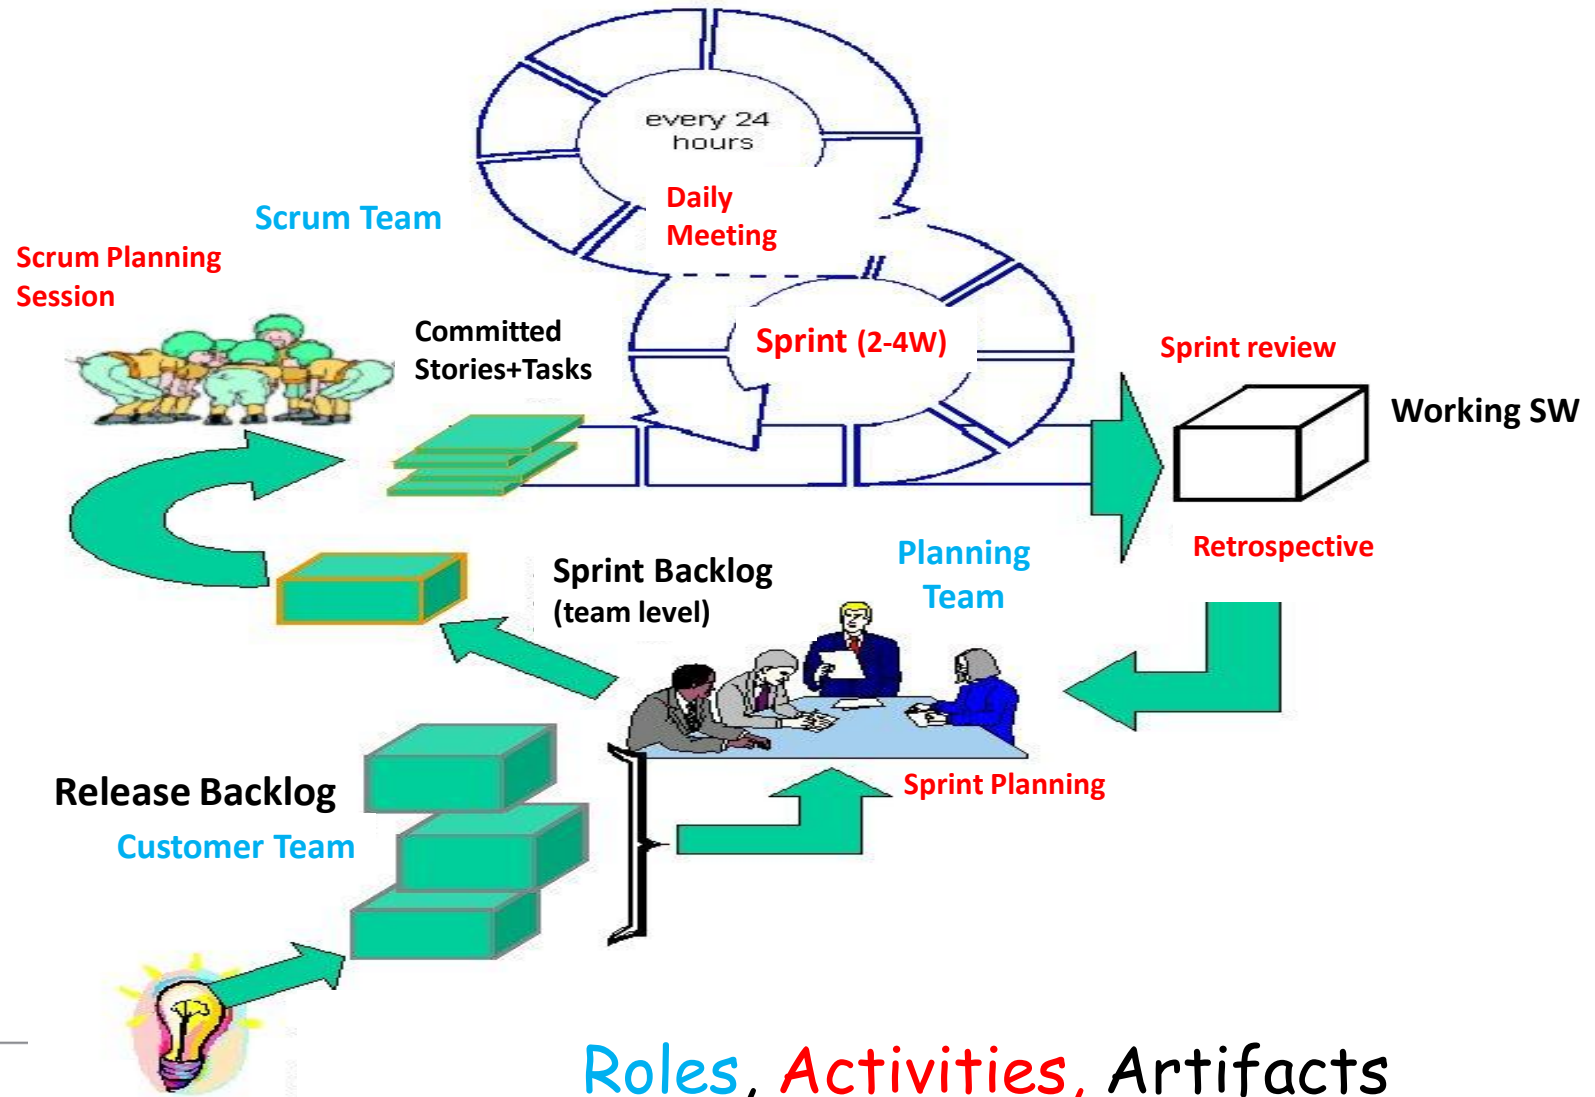 every 24
hours
Daily
Meeting
Scrum Team
Scrum Planning
Session
Committed
Stories+Tasks
Sprint (2-4W)
Sprint review
Working SW
Retrospective
Planning
Team
Sprint Backlog
(team level)
Release Backlog
Customer Team
Sprint Planning
Roles, Activities, Artifacts